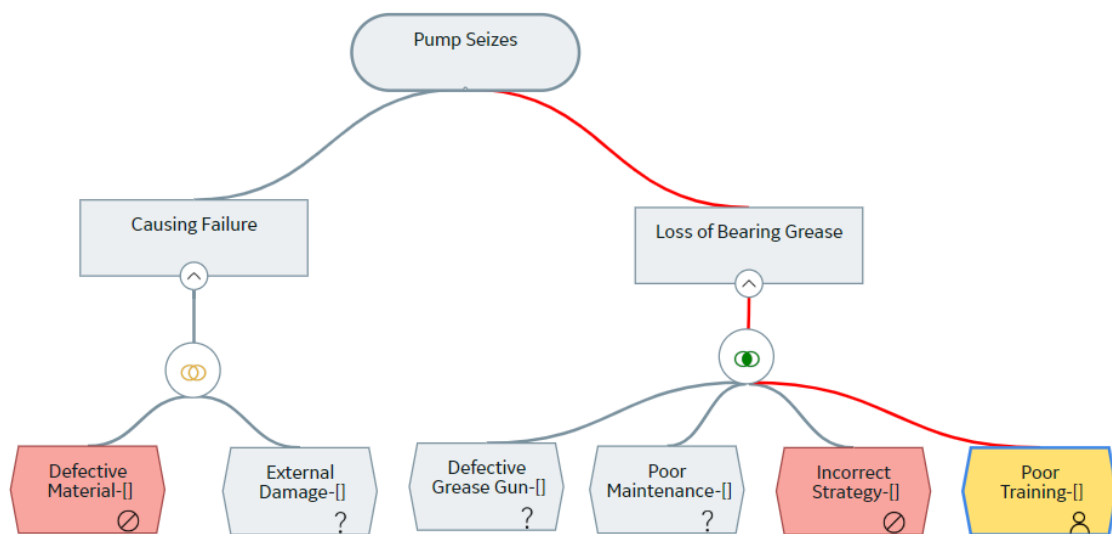 Pump Seizes
Causing Failure
Loss of Bearing Grease
Defective
Material-[]
External
Damage-[]
?
Defective
Grease Gun-[]
?
Poor
Maintenance-[]
?
Incorrect
Strategy-[]
Poor
Training-[]